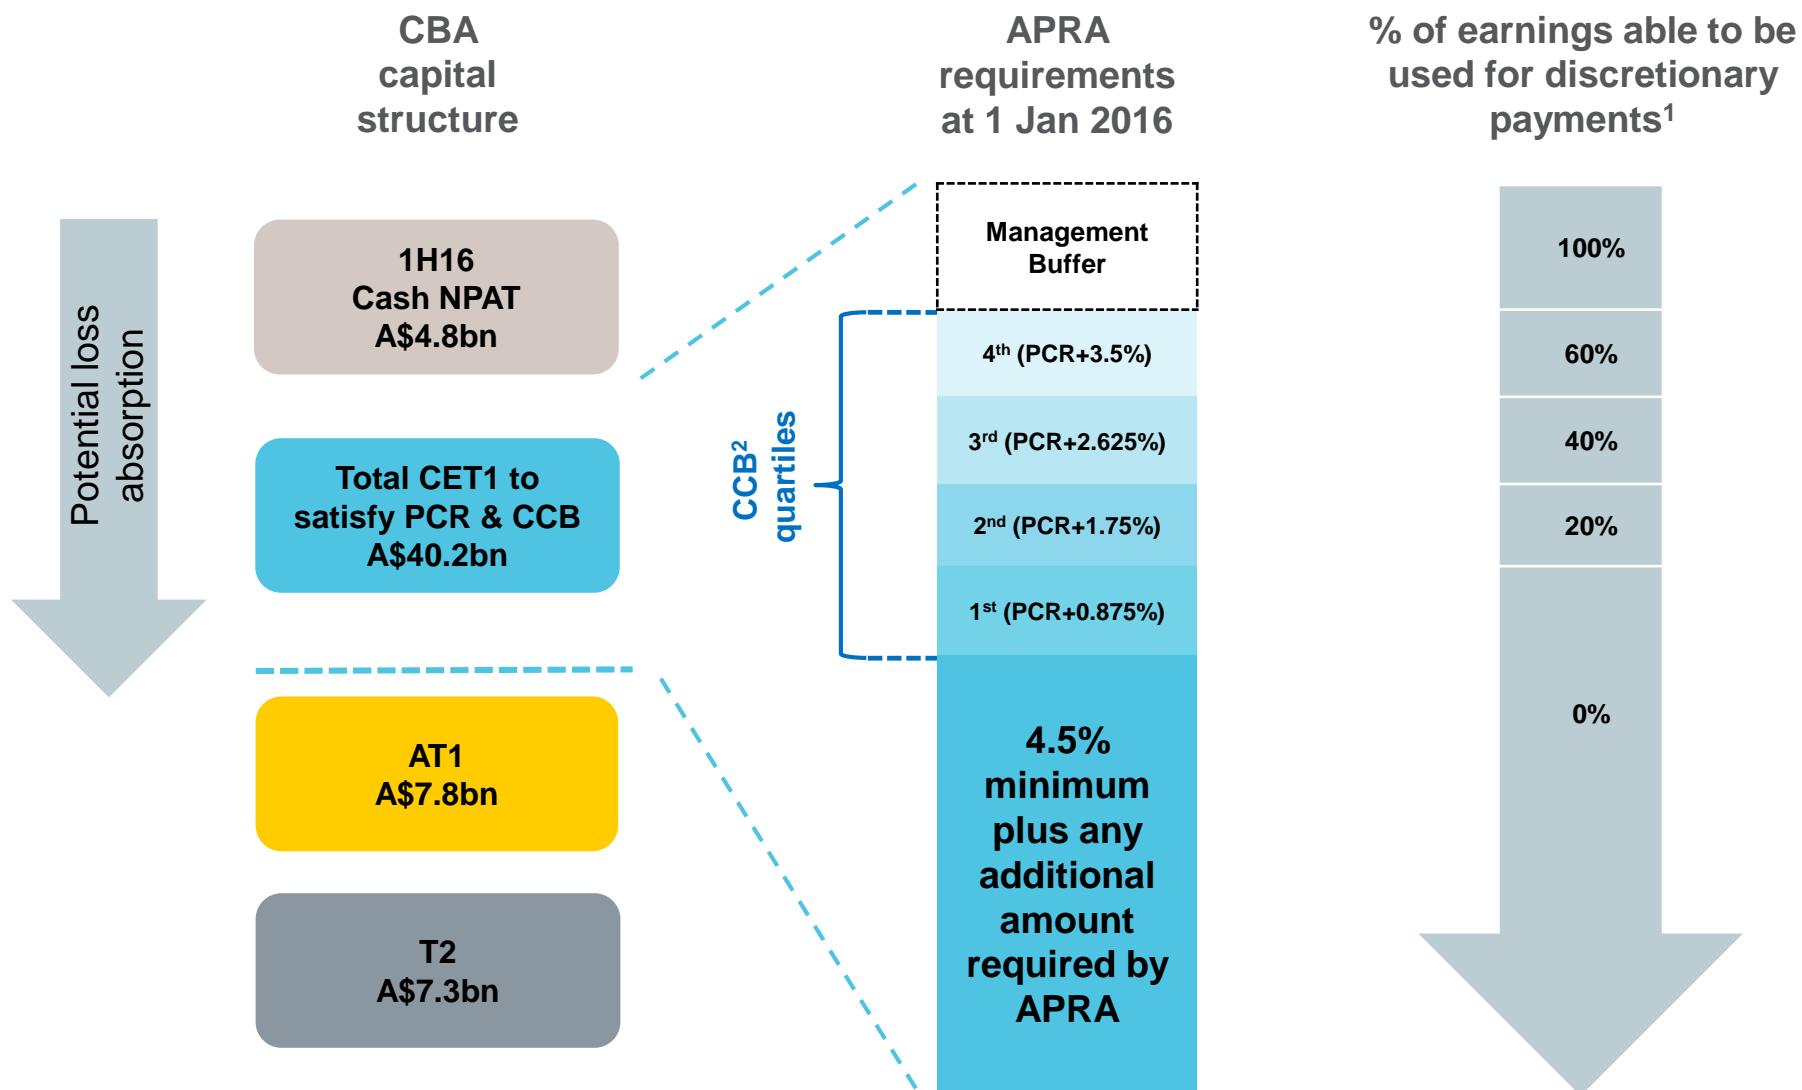 CBA
capital
structure
APRA
requirements
at 1 Jan 2016
% of earnings able to be
used for discretionary
payments1
Potential loss
absorption
1H16
Cash NPAT
A$4.8bn
Total CET1 to
satisfy PCR & CCB
A$40.2bn
AT1
A$7.8bn
T2
A$7.3bn
CCB2
quartiles
Management
Buffer
4th (PCR+3.5%)
3rd (PCR+2.625%)
2nd (PCR+1.75%)
1st (PCR+0.875%)
4.5%
minimum
plus any
additional
amount
required by
APRA
100%
60%
40%
20%
0%